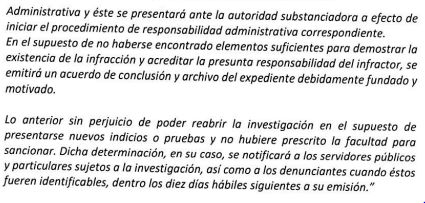 Administrativa y éste se presentará ante la autoridad substanciadora a efecto de
iniciar el procedimiento de responsabilidad administrativa correspondiente.
En el supuesto de no haberse encontrado elementos suficientes para demostrar la
existencia de la infracción y acreditar la presunta responsabilidad del infractor, se
emitirá un acuerdo de conclusión y archivo del expediente debidamente fundado y
motivado.
Lo anterior sin perjuicio de poder reabrir la investigación en el supuesto de
presentarse nuevos indicios o pruebas y no hubiere prescrito la facultad para
sancionar. Dicha determinación, en su caso, se notificará a los servidores públicos
y particulares sujetos a la investigación, así como a los denunciantes cuando éstos
fueren identificables, dentro los diez días hábiles siguientes a su emisión.”